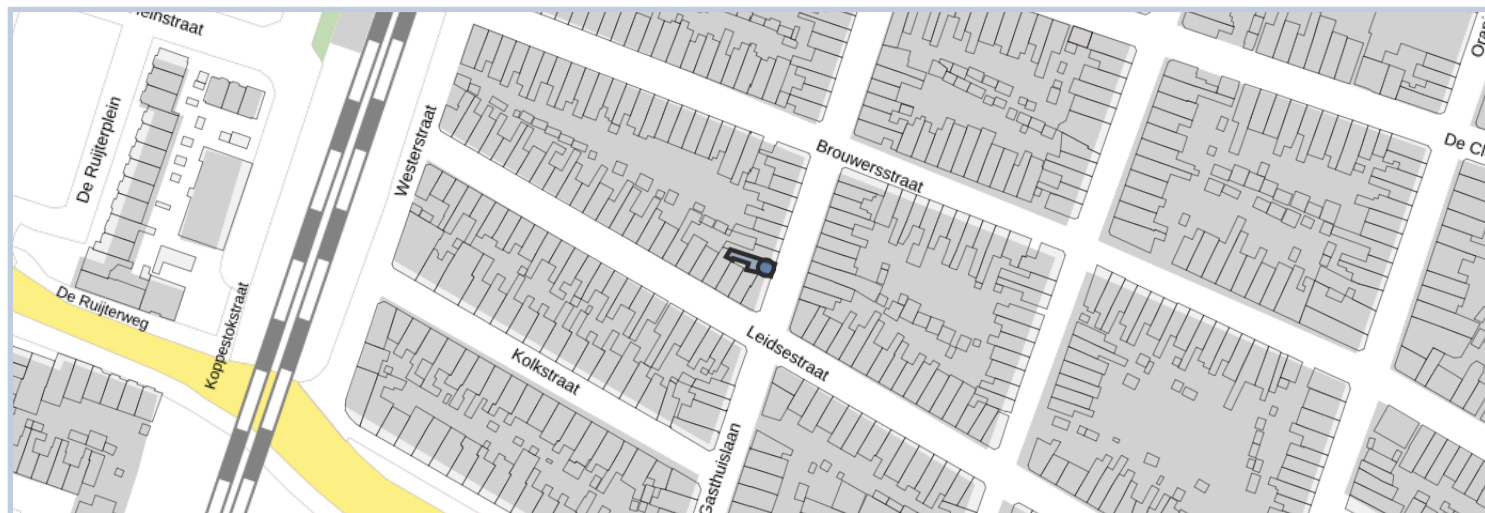 De Ruijterplein
Westerstraat
Brouwersstraat
De Ruijterweg
Koppestokstraat
Kolkstraat
Leidsestraat
Gasthuislaan